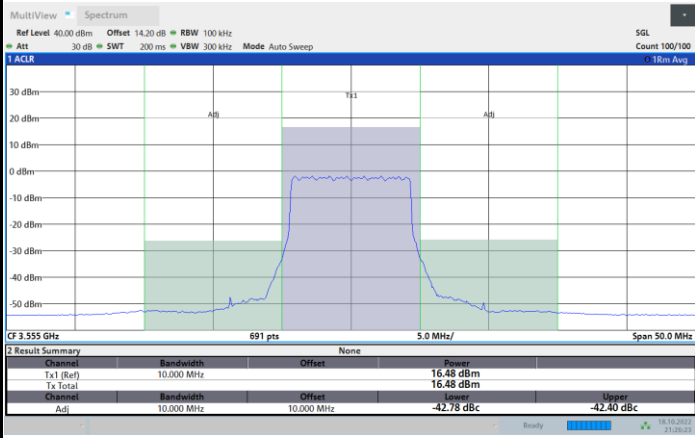 MultiView Spectrum
Ref Level 40.00 dBm Offset 14.20 dB RBW 100 kHz SGL
Att 30 dB SWT 200 ms VBW 300 kHz Mode Auto Sweep Count 100/100
1 ACLR 1Rm Avg
30 dBm
Tx1
20 dBm
Adj Adj
10 dBm
0 dBm
-10 dBm
-20 dBm
-30 dBm
-40 dBm
-50 dBm
CF 3.555 GHz 691 pts 5.0 MHz/ Span 50.0 MHz
2 Result Summary None
Channel Bandwidth Offset Power
Tx1 (Ref) 10.000 MHz 16.48 dBm
Tx Total 16.48 dBm
Channel Bandwidth Offset Lower Upper
Adj 10.000 MHz 10.000 MHz -42.78 dBc -42.40 dBc
Ready 18.10.2022
21:26:23